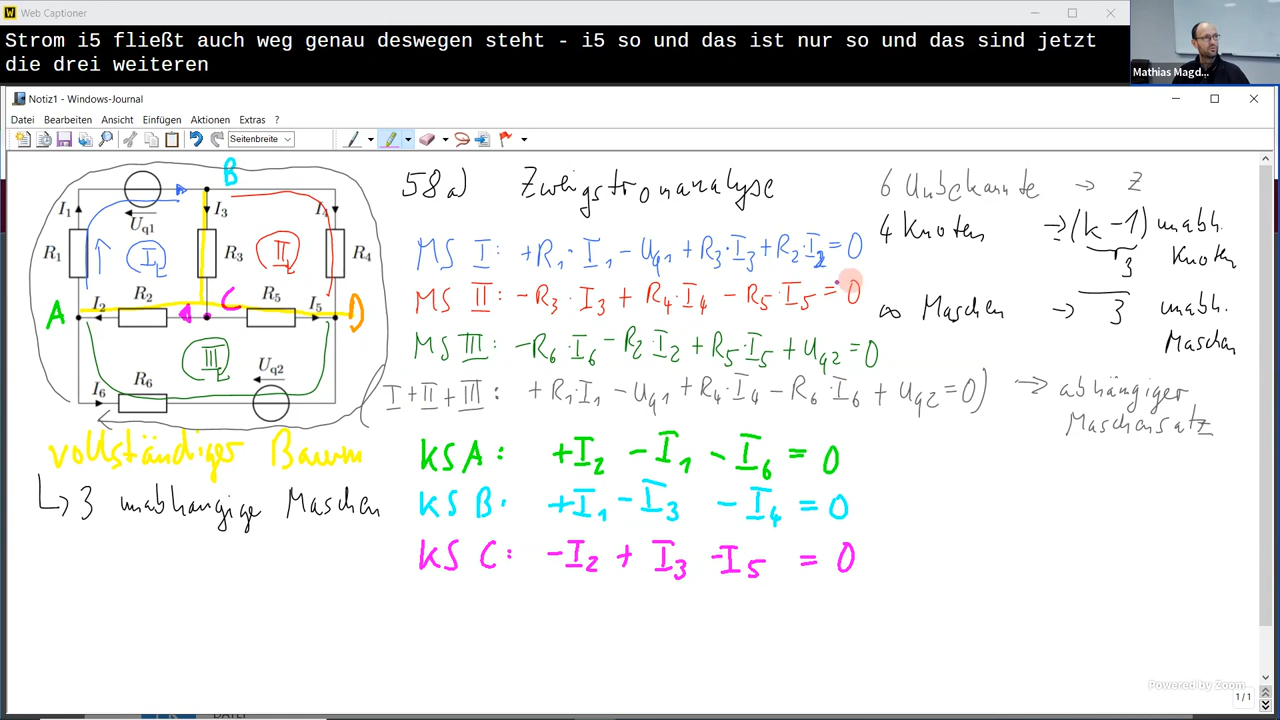 Web Captioner
Strom i5 fließt auch weg genau deswegen steht - i5 so und das ist nur so und das sind jetzt
die drei weiteren
Mathias Magd...
Notiz1 - Windows-Journal
Datei Bearbeiten Ansicht Einfügen Aktionen Extras ?
Seitenbreite
58a) Zweigstromanalyse
6 Unbekannte → Z
4 Knoten → (k-1) unabh. Knoten
3
∞ Maschen → 3 unabh. Maschen
B
I1 Uq1 I3 I4
R1 I R3 II R4
A I2 R2 C R5 I5 D
III
I6 R6 Uq2
MS I: +R1·I1 - Uq1 + R3·I3 + R2·I2 = 0
MS II: -R3·I3 + R4·I4 - R5·I5 = 0
MS III: -R6·I6 - R2·I2 + R5·I5 + Uq2 = 0
I+II+III: +R1·I1 - Uq1 + R4·I4 - R6·I6 + Uq2 = 0) → abhängiger Maschensatz
vollständiger Baum
↳ 3 unabhängige Maschen
KS A: +I2 - I1 - I6 = 0
KS B: +I1 - I3 - I4 = 0
KS C: -I2 + I3 - I5 = 0
Powered by Zoom
1/1